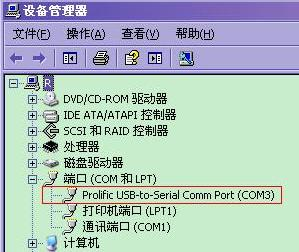 设备管理器
文件(F) 操作(A) 查看(V) 帮助(H)
R
DVD/CD-ROM 驱动器
IDE ATA/ATAPI 控制器
SCSI 和 RAID 控制器
处理器
磁盘驱动器
端口 (COM 和 LPT)
Prolific USB-to-Serial Comm Port (COM3)
打印机端口 (LPT1)
通讯端口 (COM1)
计算机